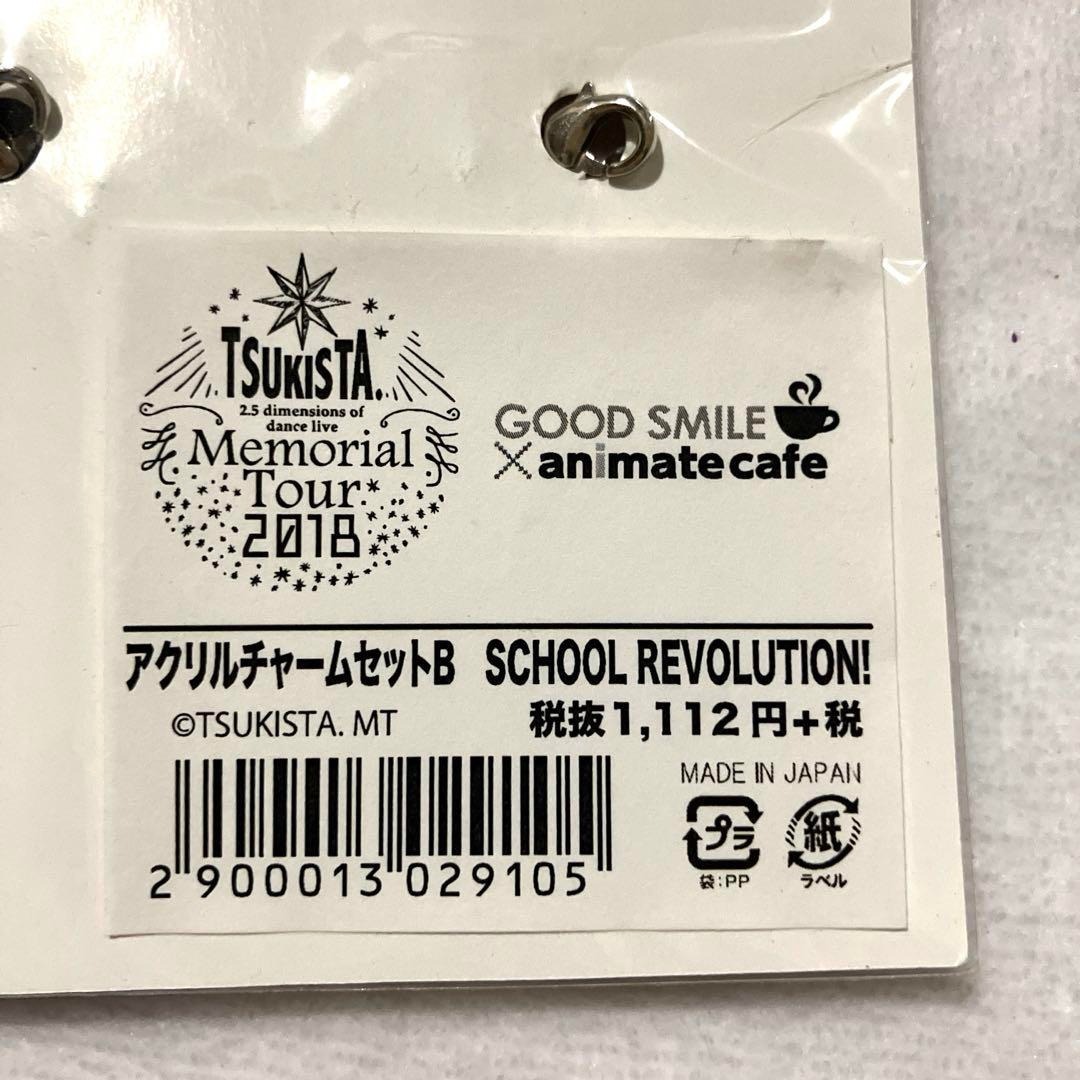 TSUKISTA.
2.5 dimensions of
dance live
Memorial
Tour
2018
GOOD SMILE
×animatecafe
アクリルチャームセットB SCHOOL REVOLUTION!
©TSUKISTA. MT
税抜1,112円+税
MADE IN JAPAN
プラ
紙
袋:PP
ラベル
2 900013 029105